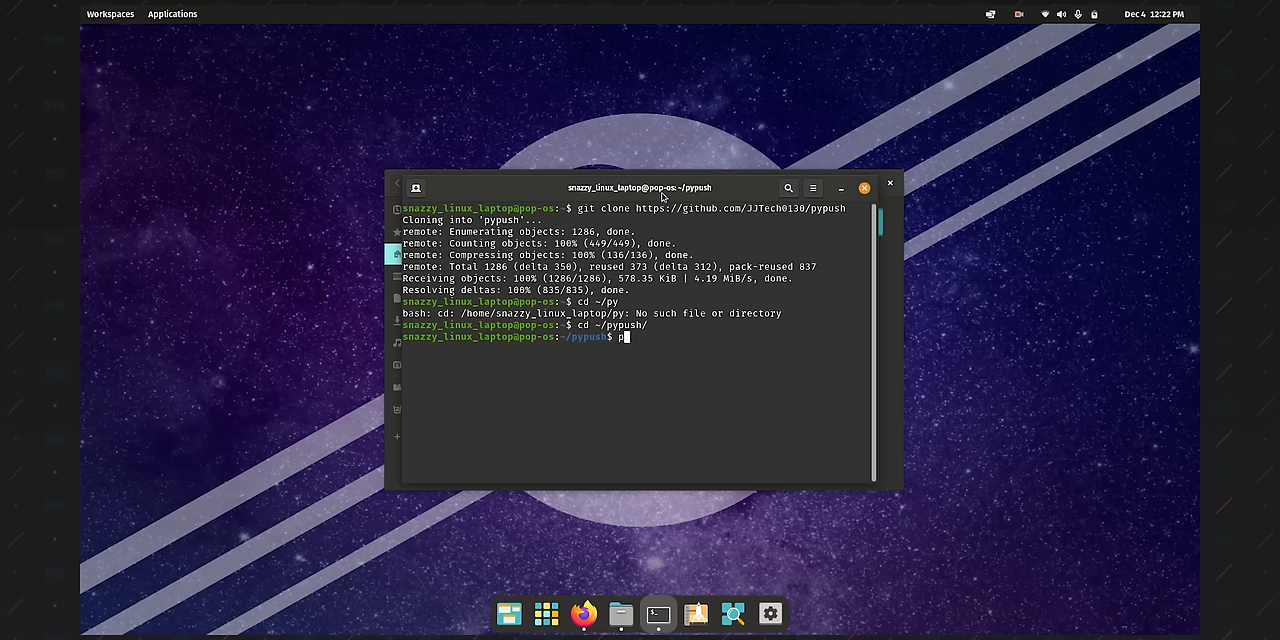 Workspaces Applications Dec 4 12:22 PM
snazzy_linux_laptop@pop-os: ~/pypush
snazzy_linux_laptop@pop-os:~$ git clone https://github.com/JJTech0130/pypush
Cloning into 'pypush'...
remote: Enumerating objects: 1286, done.
remote: Counting objects: 100% (449/449), done.
remote: Compressing objects: 100% (136/136), done.
remote: Total 1286 (delta 350), reused 373 (delta 312), pack-reused 837
Receiving objects: 100% (1286/1286), 578.35 KiB | 4.19 MiB/s, done.
Resolving deltas: 100% (835/835), done.
snazzy_linux_laptop@pop-os:~$ cd ~/py
bash: cd: /home/snazzy_linux_laptop/py: No such file or directory
snazzy_linux_laptop@pop-os:~$ cd ~/pypush/
snazzy_linux_laptop@pop-os:~/pypush$ p